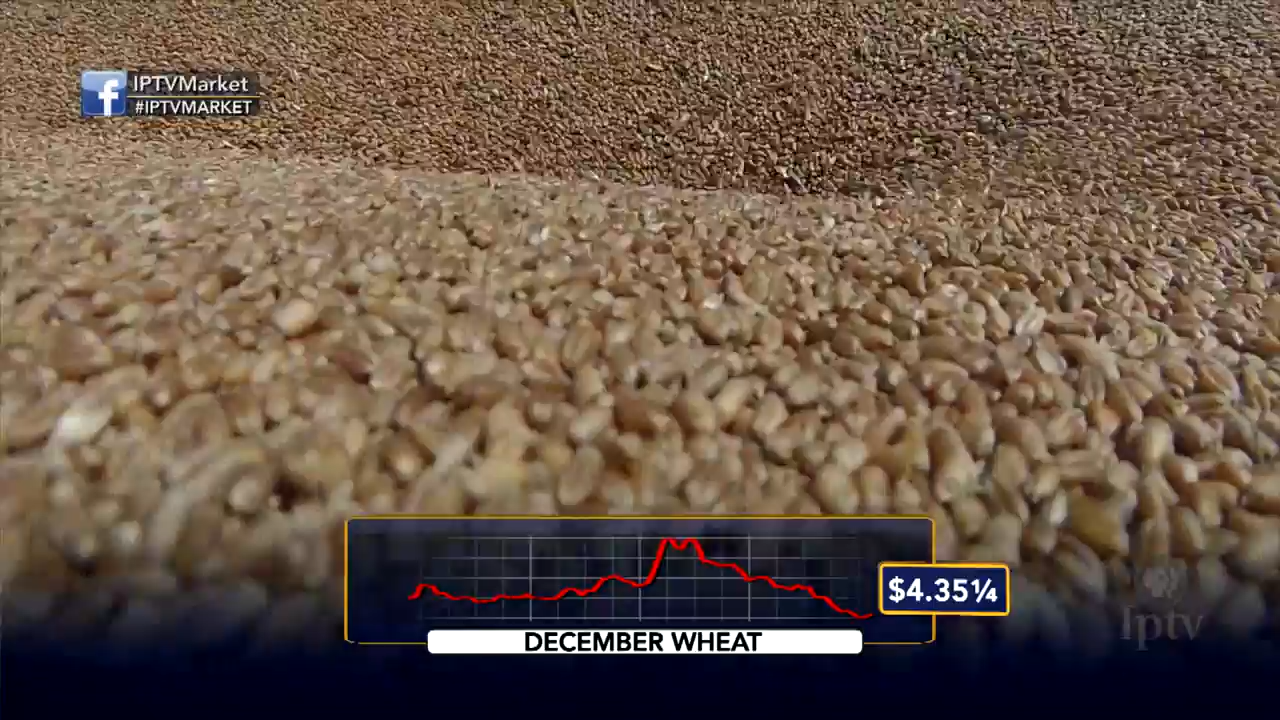 IPTVMarket
#IPTVMARKET
$4.35¼
DECEMBER WHEAT
iptv